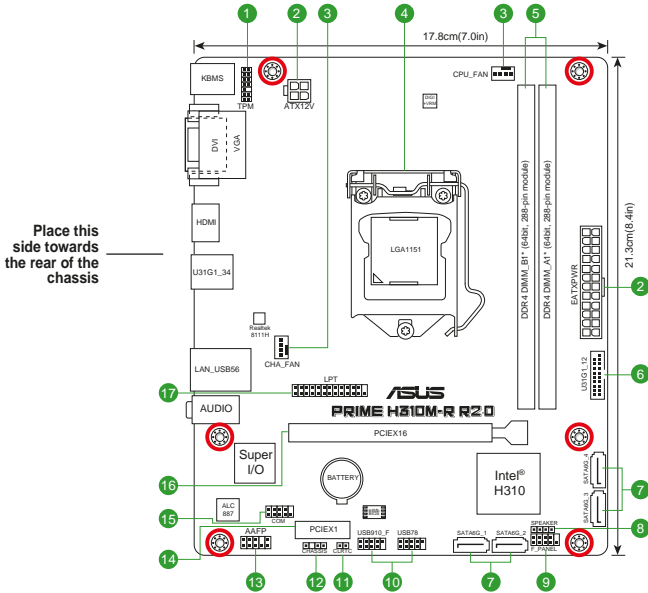 1
2
3
4
3
5
17.8cm(7.0in)
KBMS
TPM
ATX12V
CPU_FAN
DIGI
+VRM
DVI
VGA
Place this
side towards
the rear of the
chassis
HDMI
U31G1_34
LGA1151
DDR4 DIMM_B1* (64bit, 288-pin module)
DDR4 DIMM_A1* (64bit, 288-pin module)
EATXPWR
21.3cm(8.4in)
2
Realtek
8111H
CHA_FAN
U31G1_12
6
LAN_USB56
LPT
17
ASUS
AUDIO
PRIME H310M-R R2.0
PCIEX16
16
Super
I/O
BATTERY
Intel®
H310
SATA6G_4
SATA6G_3
7
ALC
887
15
COM
PCIEX1
14
AAFP
CHASSIS
CLRTC
USB910_F
USB78
SATA6G_1
SATA6G_2
SPEAKER
F_PANEL
8
13
12
11
10
7
9